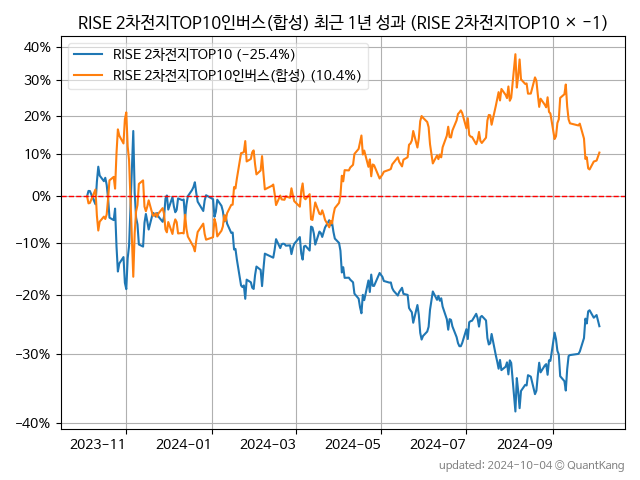 RISE 2차전지TOP10인버스(합성) 최근 1년 성과 (RISE 2차전지TOP10 × -1)
RISE 2차전지TOP10 (-25.4%)
RISE 2차전지TOP10인버스(합성) (10.4%)
40%
30%
20%
10%
0%
-10%
-20%
-30%
-40%
2023-11 2024-01 2024-03 2024-05 2024-07 2024-09
updated: 2024-10-04 © QuantKang